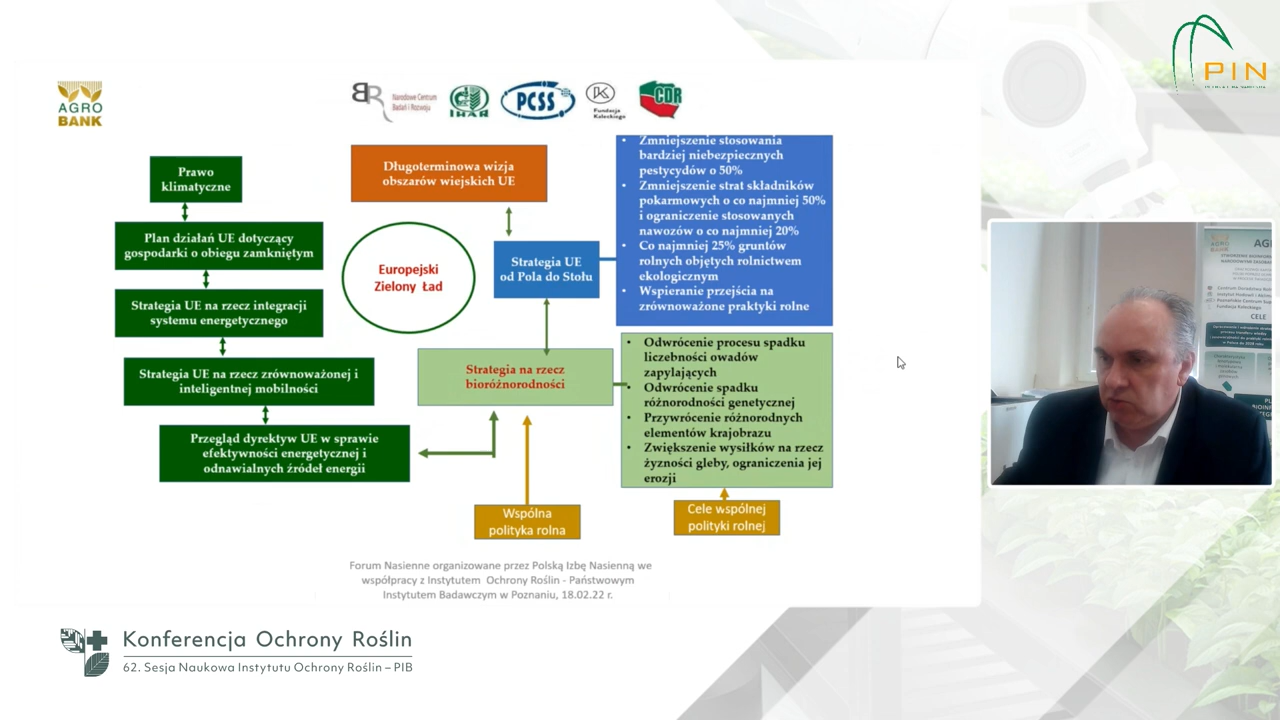 PIN
AGRO
BANK
BR
Narodowe Centrum
Badań i Rozwoju
IHAR
PCSS
Fundacja
Kaleckiego
CDR
Prawo
klimatyczne
Plan działań UE dotyczący
gospodarki o obiegu zamkniętym
Strategia UE na rzecz integracji
systemu energetycznego
Strategia UE na rzecz zrównoważonej i
inteligentnej mobilności
Przegląd dyrektyw UE w sprawie
efektywności energetycznej i
odnawialnych źródeł energii
Długoterminowa wizja
obszarów wiejskich UE
Europejski
Zielony Ład
Strategia UE
od Pola do Stołu
Strategia na rzecz
bioróżnorodności
• Zmniejszenie stosowania
bardziej niebezpiecznych
pestycydów o 50%
• Zmniejszenie strat składników
pokarmowych o co najmniej 50%
i ograniczenie stosowanych
nawozów o co najmniej 20%
• Co najmniej 25% gruntów
rolnych objętych rolnictwem
ekologicznym
• Wspieranie przejścia na
zrównoważone praktyki rolne
• Odwrócenie procesu spadku
liczebności owadów
zapylających
• Odwrócenie spadku
różnorodności genetycznej
• Przywrócenie różnorodnych
elementów krajobrazu
• Zwiększenie wysiłków na rzecz
żyzności gleby, ograniczenia jej
erozji
Wspólna
polityka rolna
Cele wspólnej
polityki rolnej
Forum Nasienne organizowane przez Polską Izbę Nasienną we
współpracy z Instytutem Ochrony Roślin - Państwowym
Instytutem Badawczym w Poznaniu, 18.02.22 r.
CELE
Konferencja Ochrony Roślin
62. Sesja Naukowa Instytutu Ochrony Roślin – PIB